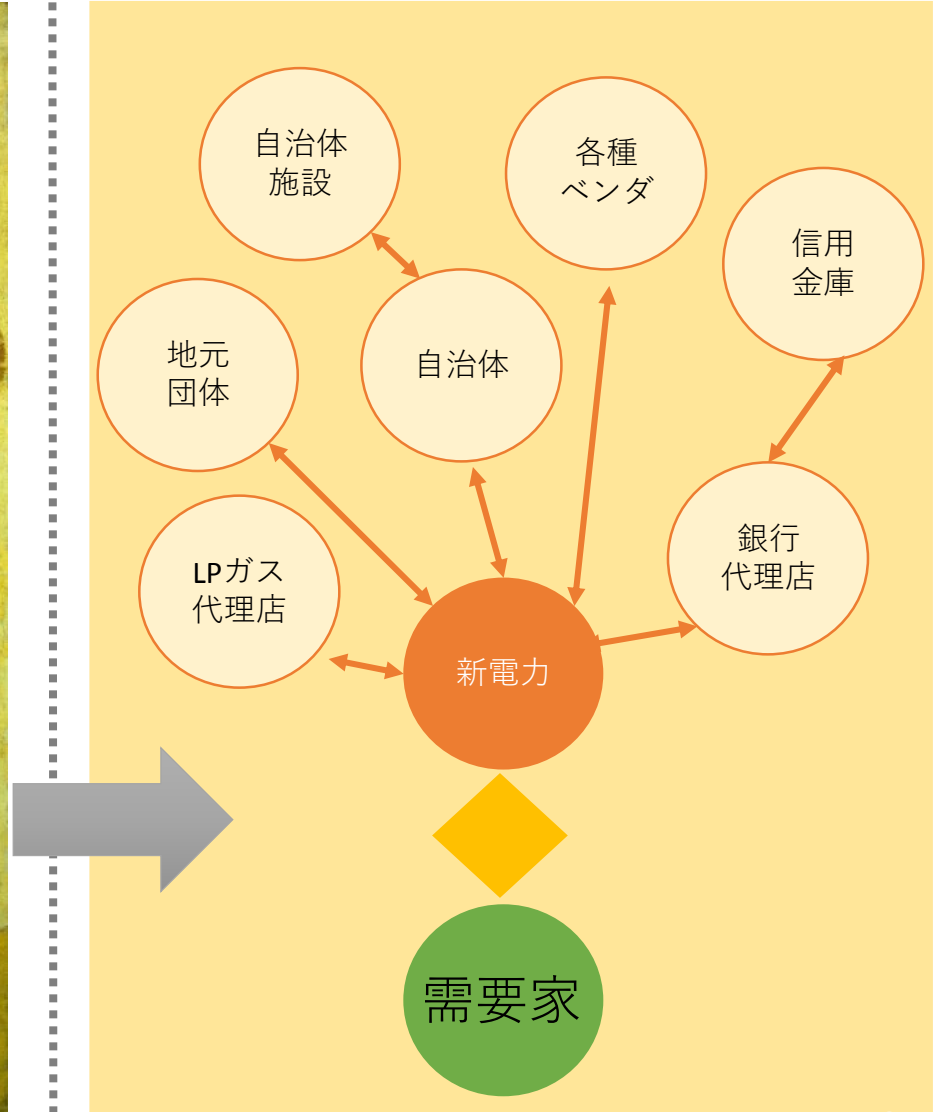 自治体
施設
各種
ベンダ
信用
金庫
地元
団体
自治体
LPガス
代理店
銀行
代理店
新電力
需要家